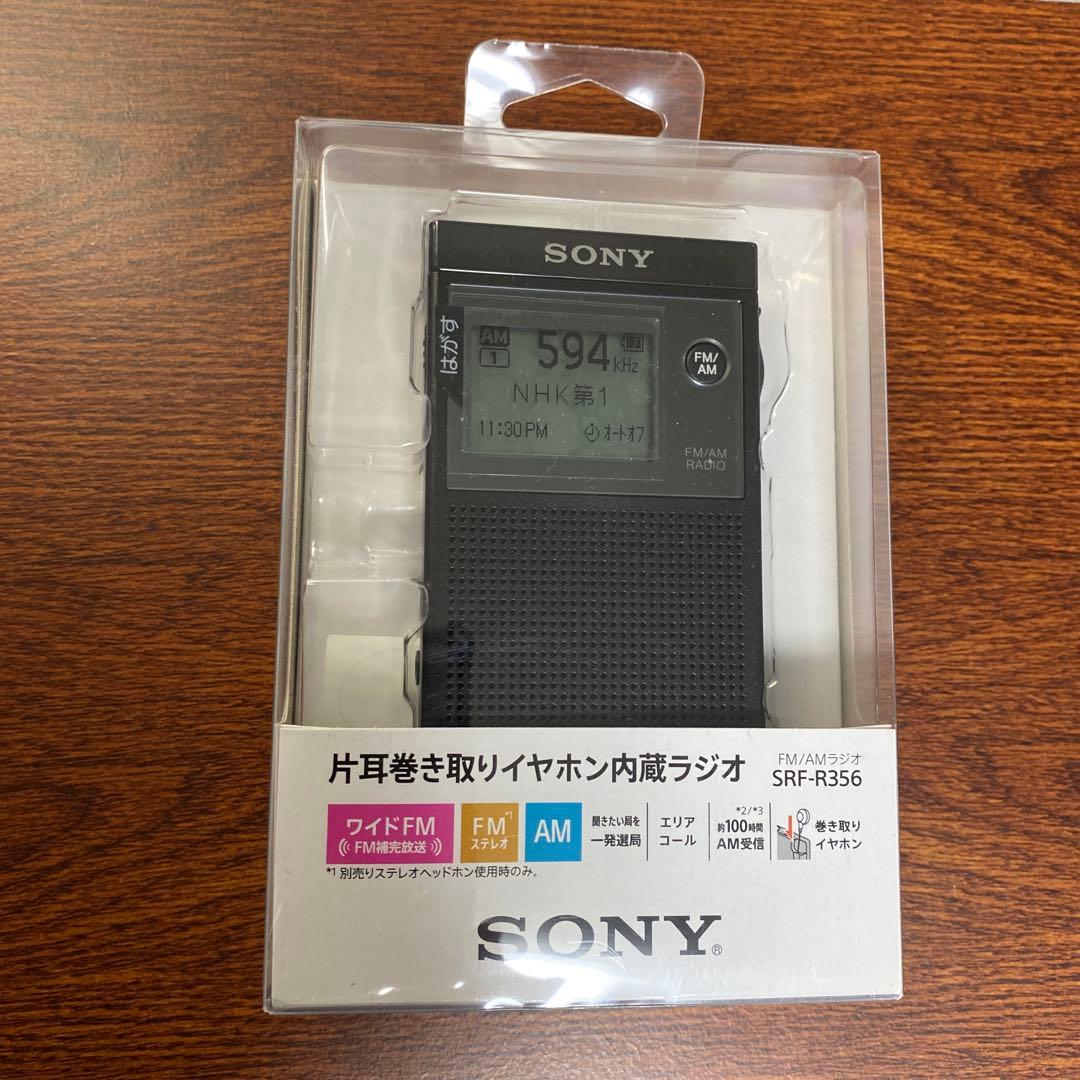 SONY
はがす
AM
594 kHz
1
NHK第1
11:30PM オートオフ
FM/
AM
FM/AM
RADIO
片耳巻き取りイヤホン内蔵ラジオ
FM/AMラジオ
SRF-R356
ワイドFM
FM補完放送
FM*1
ステレオ
AM
聞きたい局を
一発選局
エリア
コール
*2/*3
約100時間
AM受信
巻き取り
イヤホン
*1 別売りステレオヘッドホン使用時のみ。
SONY®